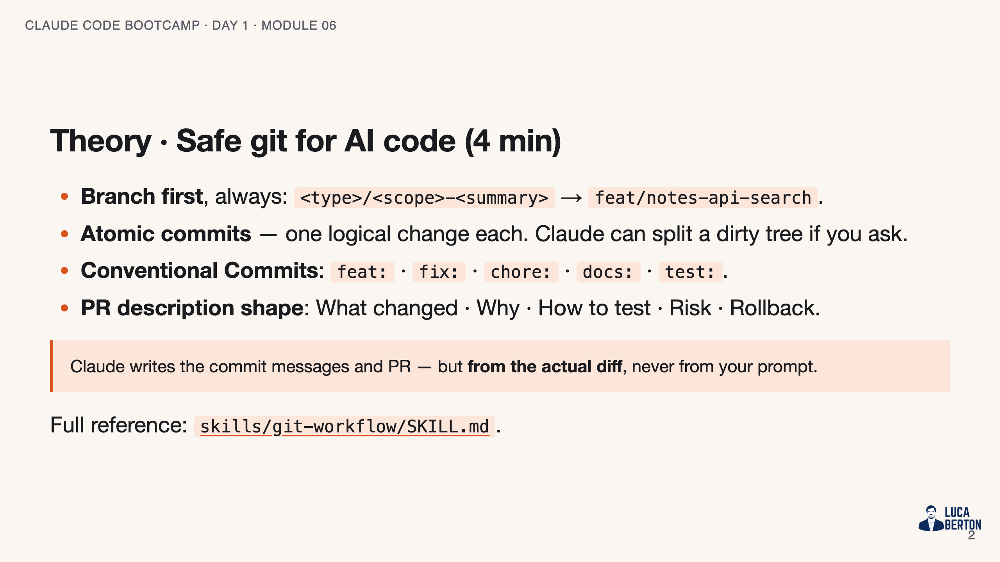 CLAUDE CODE BOOTCAMP · DAY 1 · MODULE 06
Theory · Safe git for AI code (4 min)
• Branch first, always: <type>/<scope>-<summary> → feat/notes-api-search.
• Atomic commits — one logical change each. Claude can split a dirty tree if you ask.
• Conventional Commits: feat: · fix: · chore: · docs: · test:.
• PR description shape: What changed · Why · How to test · Risk · Rollback.
Claude writes the commit messages and PR — but from the actual diff, never from your prompt.
Full reference: skills/git-workflow/SKILL.md.
LUCA
BERTON
2